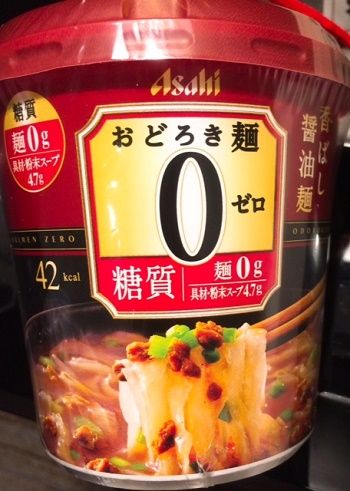 Asahi
糖質
麺0g
具材・粉末スープ
4.7g
おどろき麺
0
ゼロ
糖質
麺0g
具材・粉末スープ4.7g
香ばし
醤油麺
42kcal